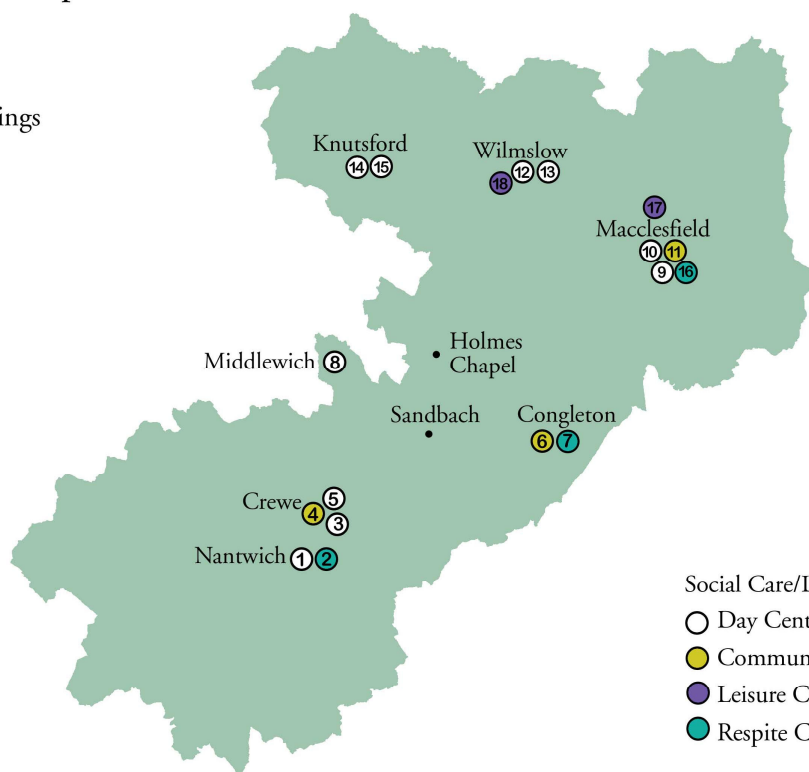 ings
Knutsford
14 15
Wilmslow
18 12 13
17
Macclesfield
10 11
9 16
Holmes
Chapel
Middlewich 8
Sandbach
Congleton
6 7
Crewe 4 5
3
Nantwich 1 2
Social Care/
Day Cent
Commun
Leisure C
Respite C